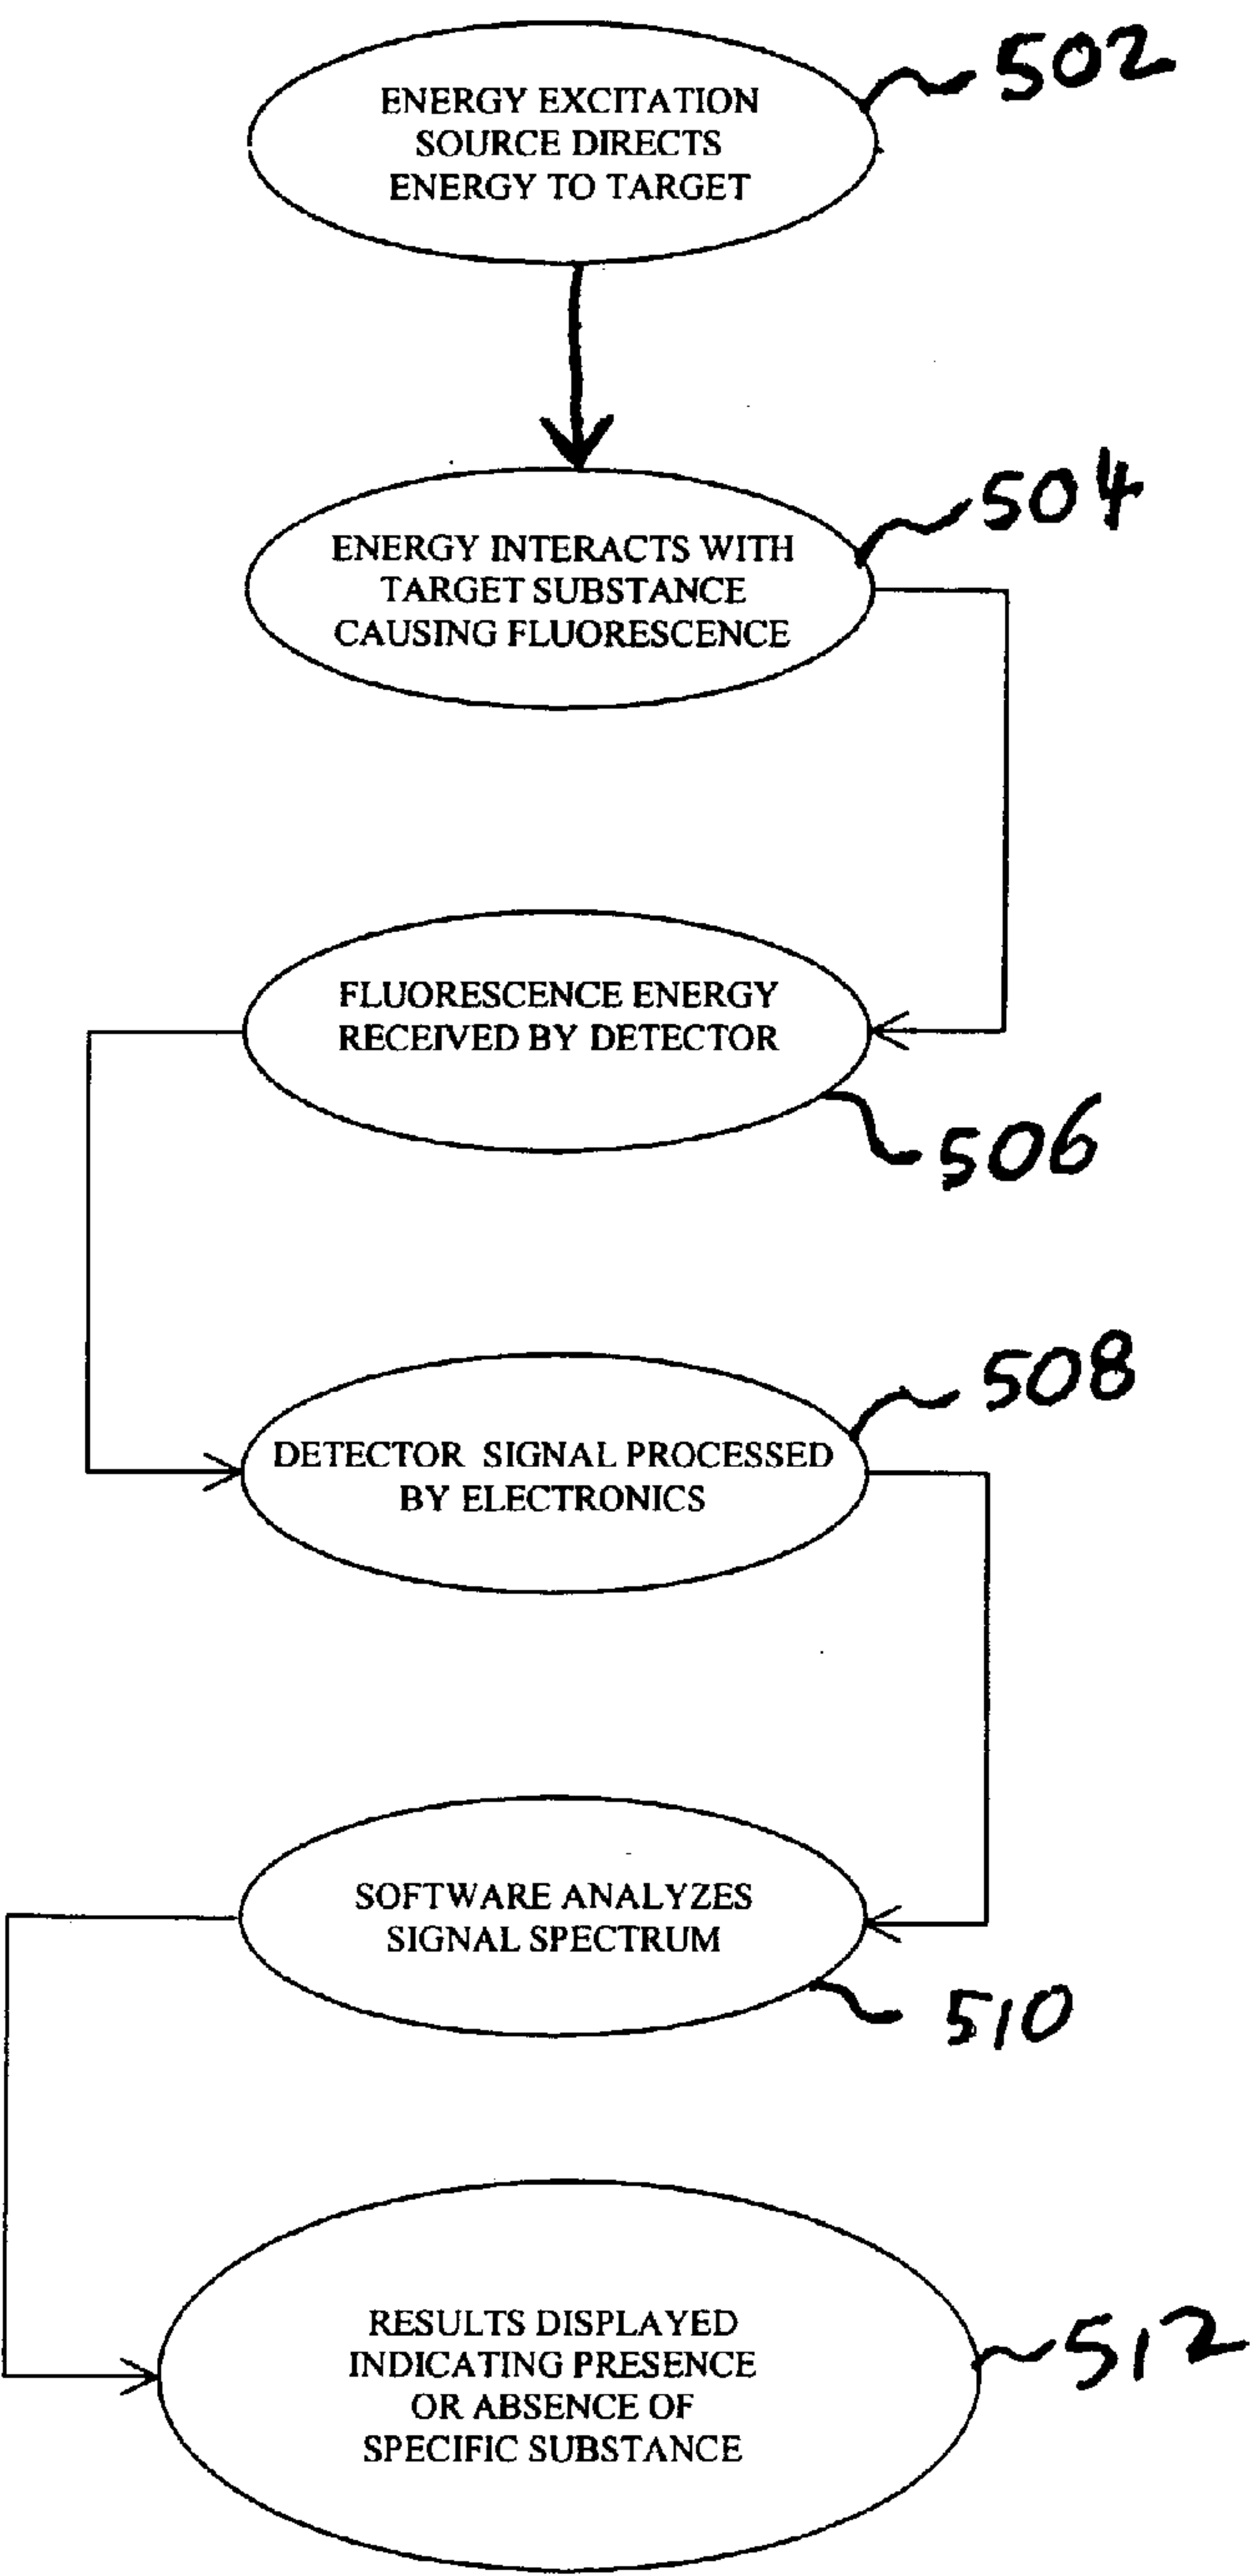 502
ENERGY EXCITATION
SOURCE DIRECTS
ENERGY TO TARGET
504
ENERGY INTERACTS WITH
TARGET SUBSTANCE
CAUSING FLUORESCENCE
FLUORESCENCE ENERGY
RECEIVED BY DETECTOR
506
508
DETECTOR SIGNAL PROCESSED
BY ELECTRONICS
SOFTWARE ANALYZES
SIGNAL SPECTRUM
510
RESULTS DISPLAYED
INDICATING PRESENCE
OR ABSENCE OF
SPECIFIC SUBSTANCE
512